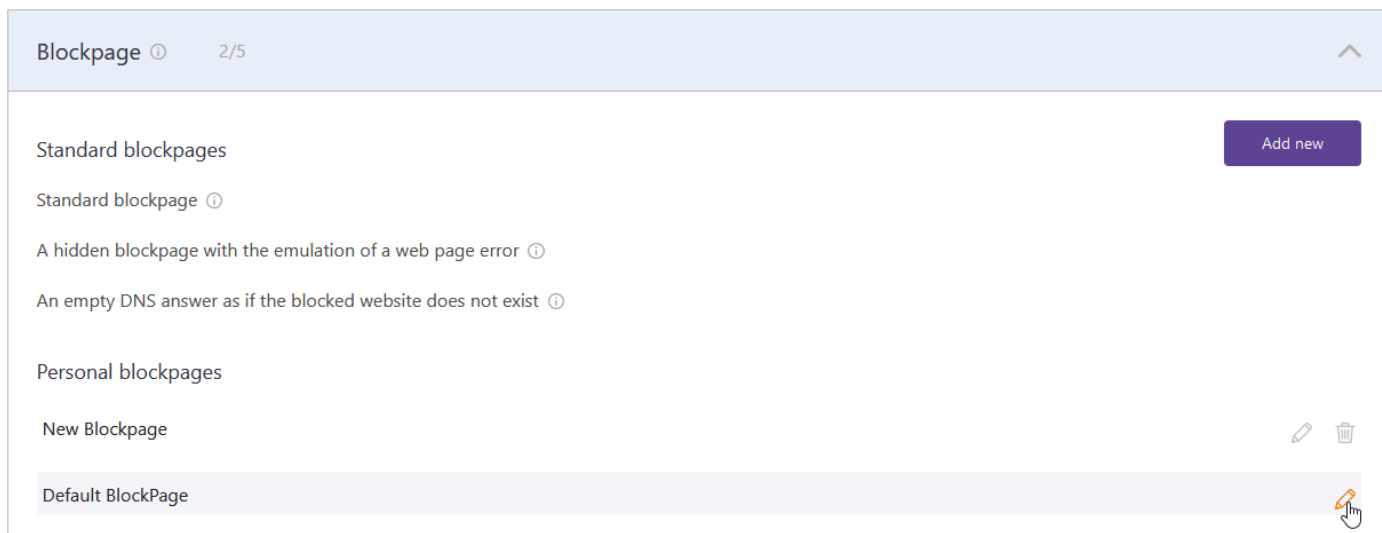 Blockpage 2/5
Standard blockpages
Add new
Standard blockpage
A hidden blockpage with the emulation of a web page error
An empty DNS answer as if the blocked website does not exist
Personal blockpages
New Blockpage
Default BlockPage